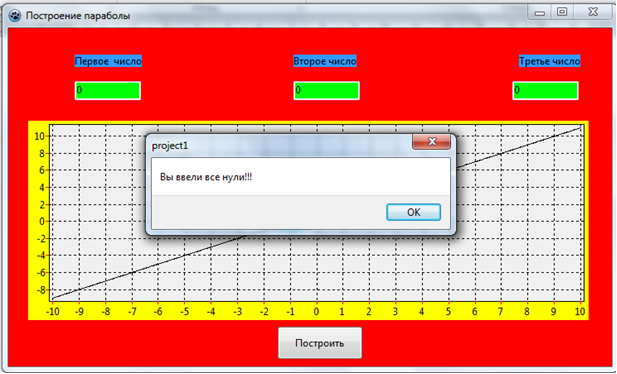 Построение параболы
Первое число
Второе число
Третье число
0
0
0
project1
Вы ввели все нули!!!
OK
10
8
6
4
2
0
-2
-4
-6
-8
-10 -9 -8 -7 -6 -5 -4 -3 -2 -1 0 1 2 3 4 5 6 7 8 9 10
Построить